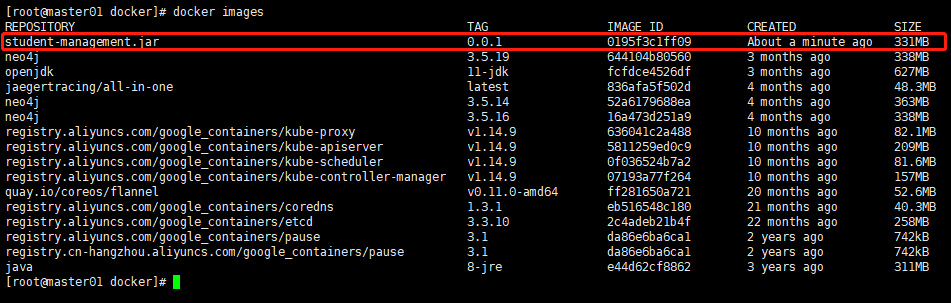 [root@master01 docker]# docker images
REPOSITORY TAG IMAGE ID CREATED SIZE
student-management.jar 0.0.1 0195f3c1ff09 About a minute ago 331MB
neo4j 3.5.19 644104b80560 3 months ago 338MB
openjdk 11-jdk fcfdce4526df 3 months ago 627MB
jaegertracing/all-in-one latest 836afa5f502d 4 months ago 48.3MB
neo4j 3.5.14 52a6179688ea 4 months ago 363MB
neo4j 3.5.16 16a473d251a9 4 months ago 338MB
registry.aliyuncs.com/google_containers/kube-proxy v1.14.9 636041c2a488 10 months ago 82.1MB
registry.aliyuncs.com/google_containers/kube-apiserver v1.14.9 5811259ed0c9 10 months ago 209MB
registry.aliyuncs.com/google_containers/kube-scheduler v1.14.9 0f036524b7a2 10 months ago 81.6MB
registry.aliyuncs.com/google_containers/kube-controller-manager v1.14.9 07193a77f264 10 months ago 157MB
quay.io/coreos/flannel v0.11.0-amd64 ff281650a721 20 months ago 52.6MB
registry.aliyuncs.com/google_containers/coredns 1.3.1 eb516548c180 21 months ago 40.3MB
registry.aliyuncs.com/google_containers/etcd 3.3.10 2c4adeb21b4f 22 months ago 258MB
registry.aliyuncs.com/google_containers/pause 3.1 da86e6ba6ca1 2 years ago 742kB
registry.cn-hangzhou.aliyuncs.com/google_containers/pause 3.1 da86e6ba6ca1 2 years ago 742kB
java 8-jre e44d62cf8862 3 years ago 311MB
[root@master01 docker]#